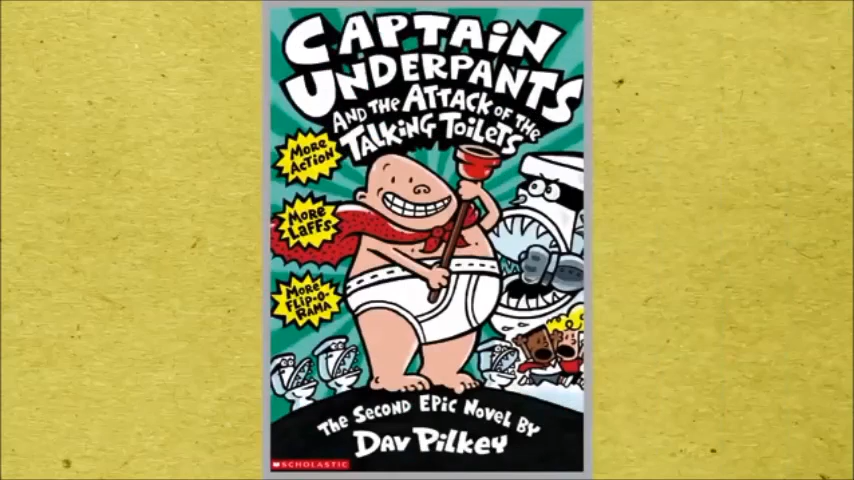 CAPTAIN
UNDERPANTS
AND THE ATTACK OF THE
TALKING TOILETS
MORE
ACTION
MORE
LAFFS
MORE
FLIP-O-
RAMA
THE SECOND EPIC NOVEL BY
DAV PILKEY
SCHOLASTIC